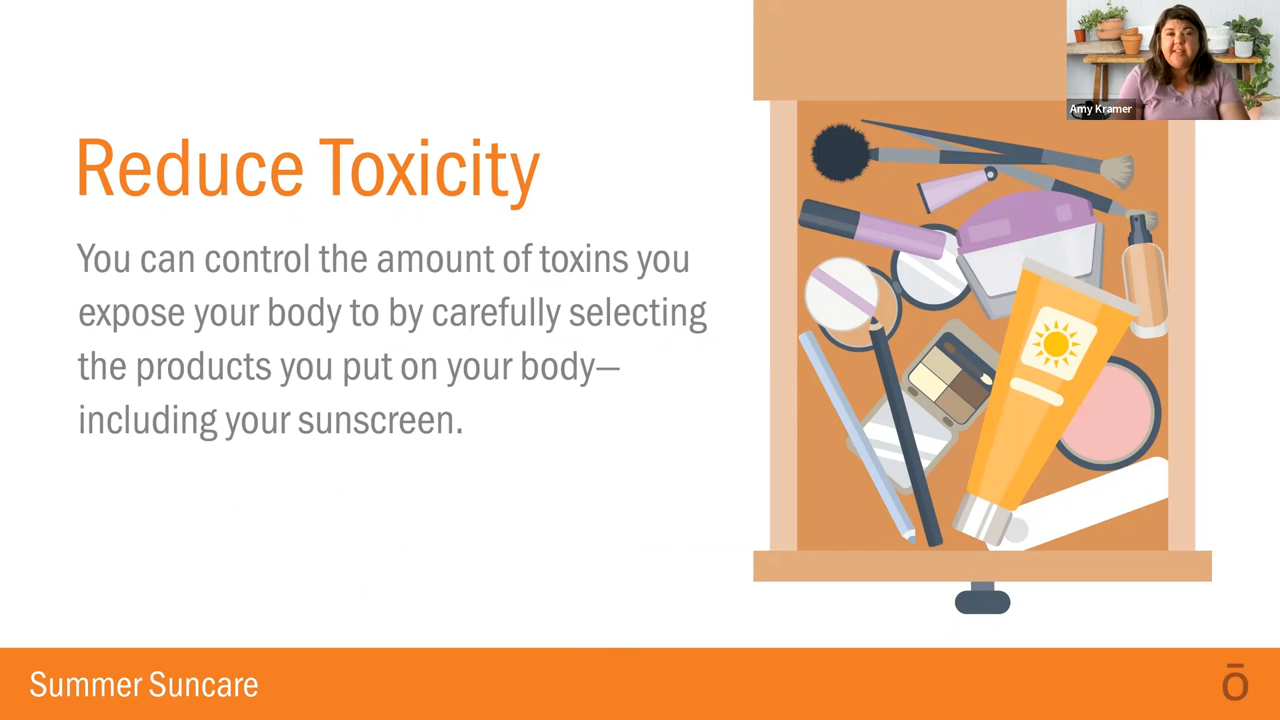 Amy Kramer
Reduce Toxicity
You can control the amount of toxins you
expose your body to by carefully selecting
the products you put on your body—
including your sunscreen.
Summer Suncare
ō